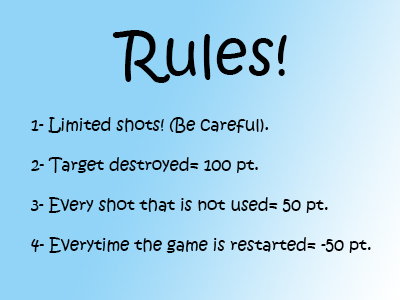 Rules!
1- Limited shots! (Be careful).
2- Target destroyed= 100 pt.
3- Every shot that is not used= 50 pt.
4- Everytime the game is restarted= -50 pt.